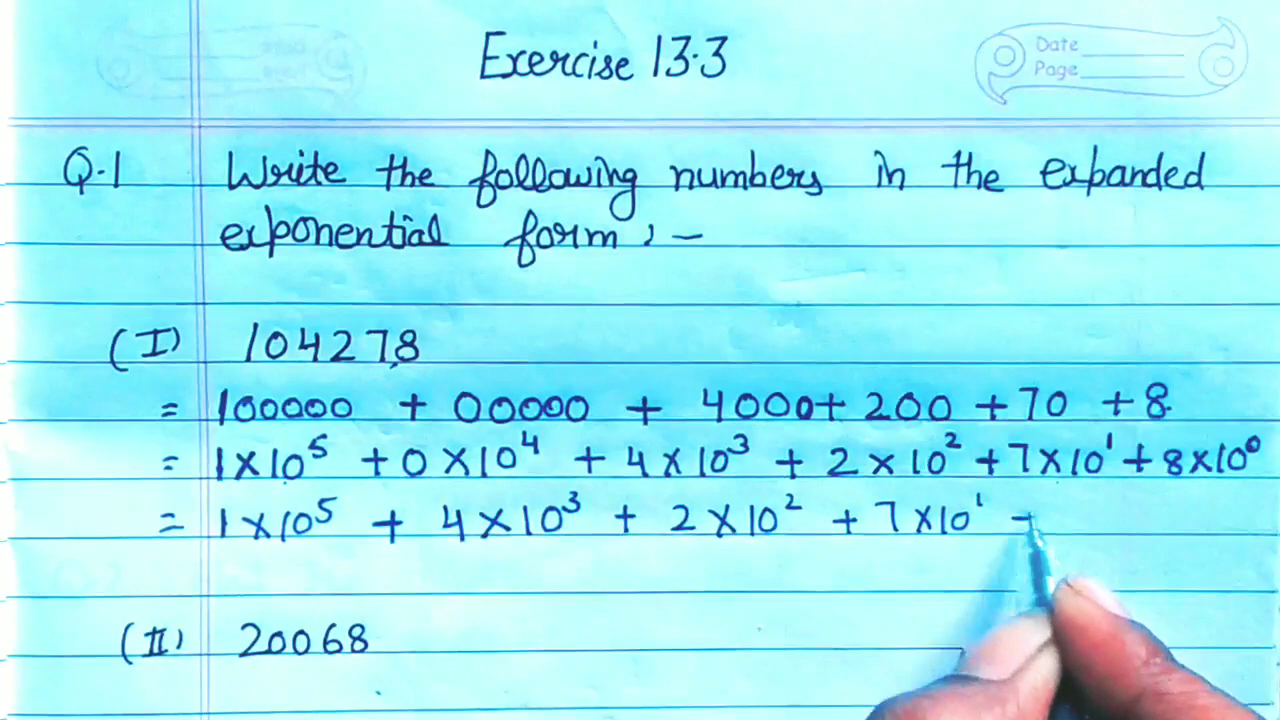 Exercise 13.3
Date
Page
Q.1 Write the following numbers in the expanded
exponential form :-
(I) 104278
= 100000 + 00000 + 4000 + 200 + 70 + 8
= 1×10⁵ + 0×10⁴ + 4×10³ + 2×10² + 7×10¹ + 8×10⁰
= 1×10⁵ + 4×10³ + 2×10² + 7×10¹ +
(II) 20068